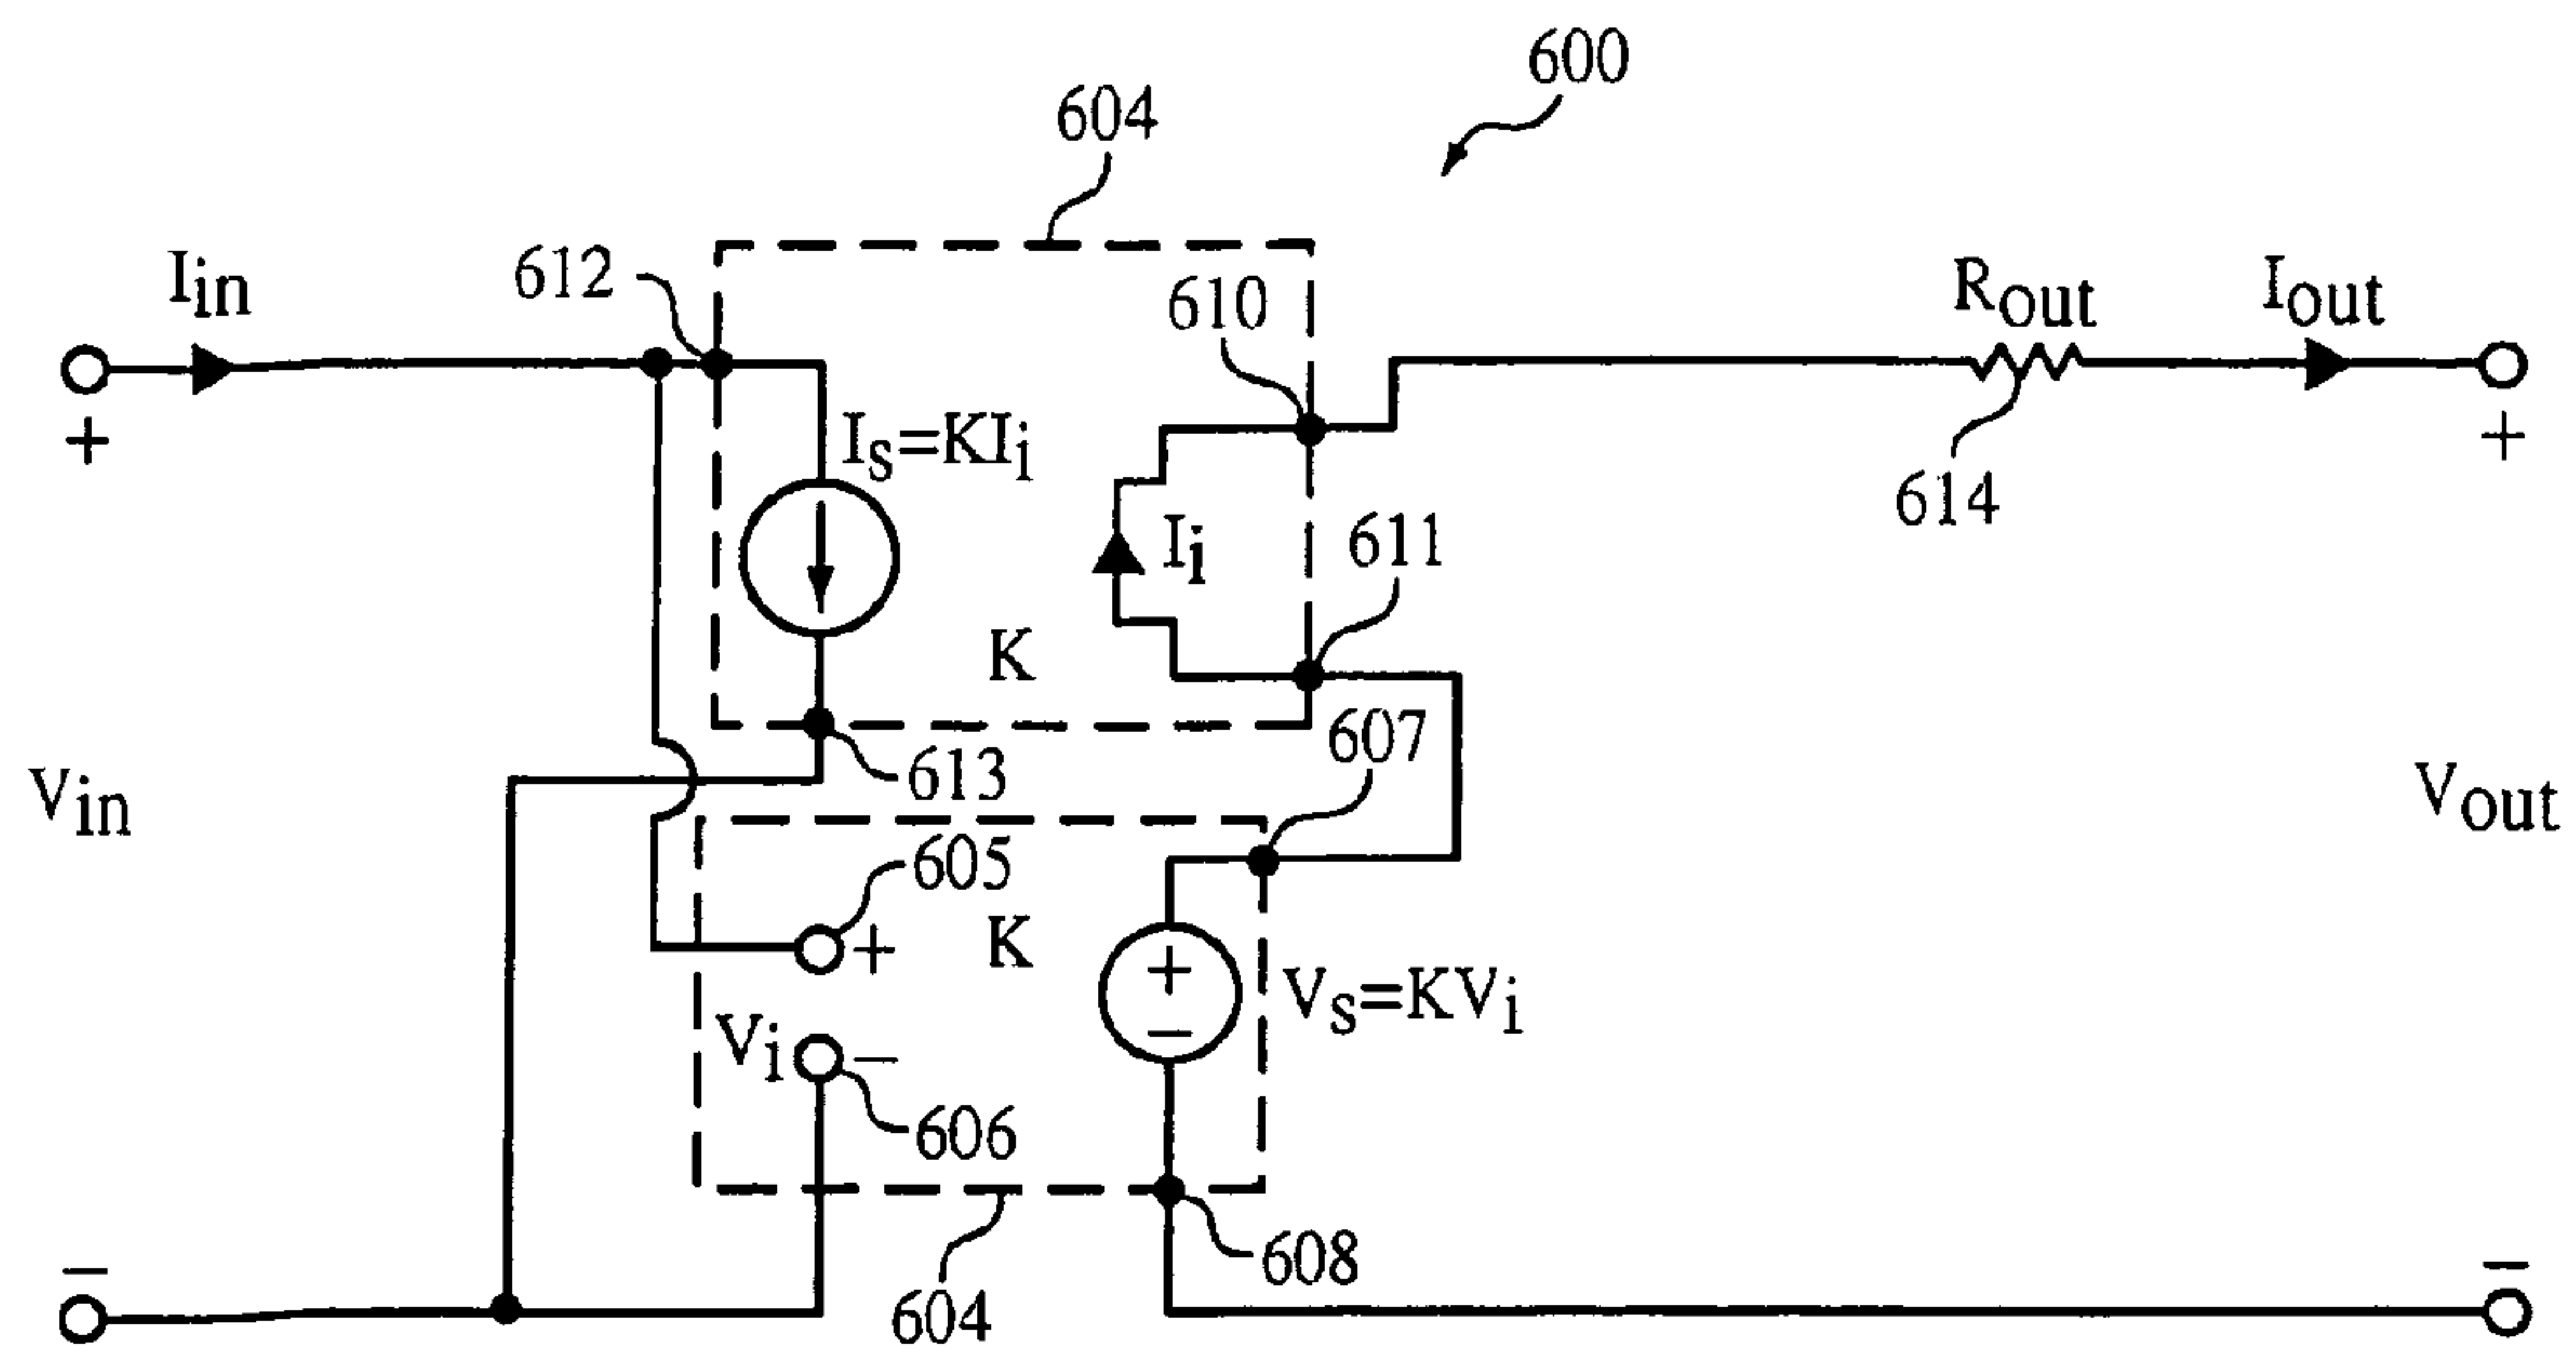 600
604
Iin
612
610
Rout
Iout
+
Is=KIi
+
614
Ii
611
K
607
613
Vin
Vout
605
+
K
Vs=KVi
+
−
Vi
−
606
608
−
−
604